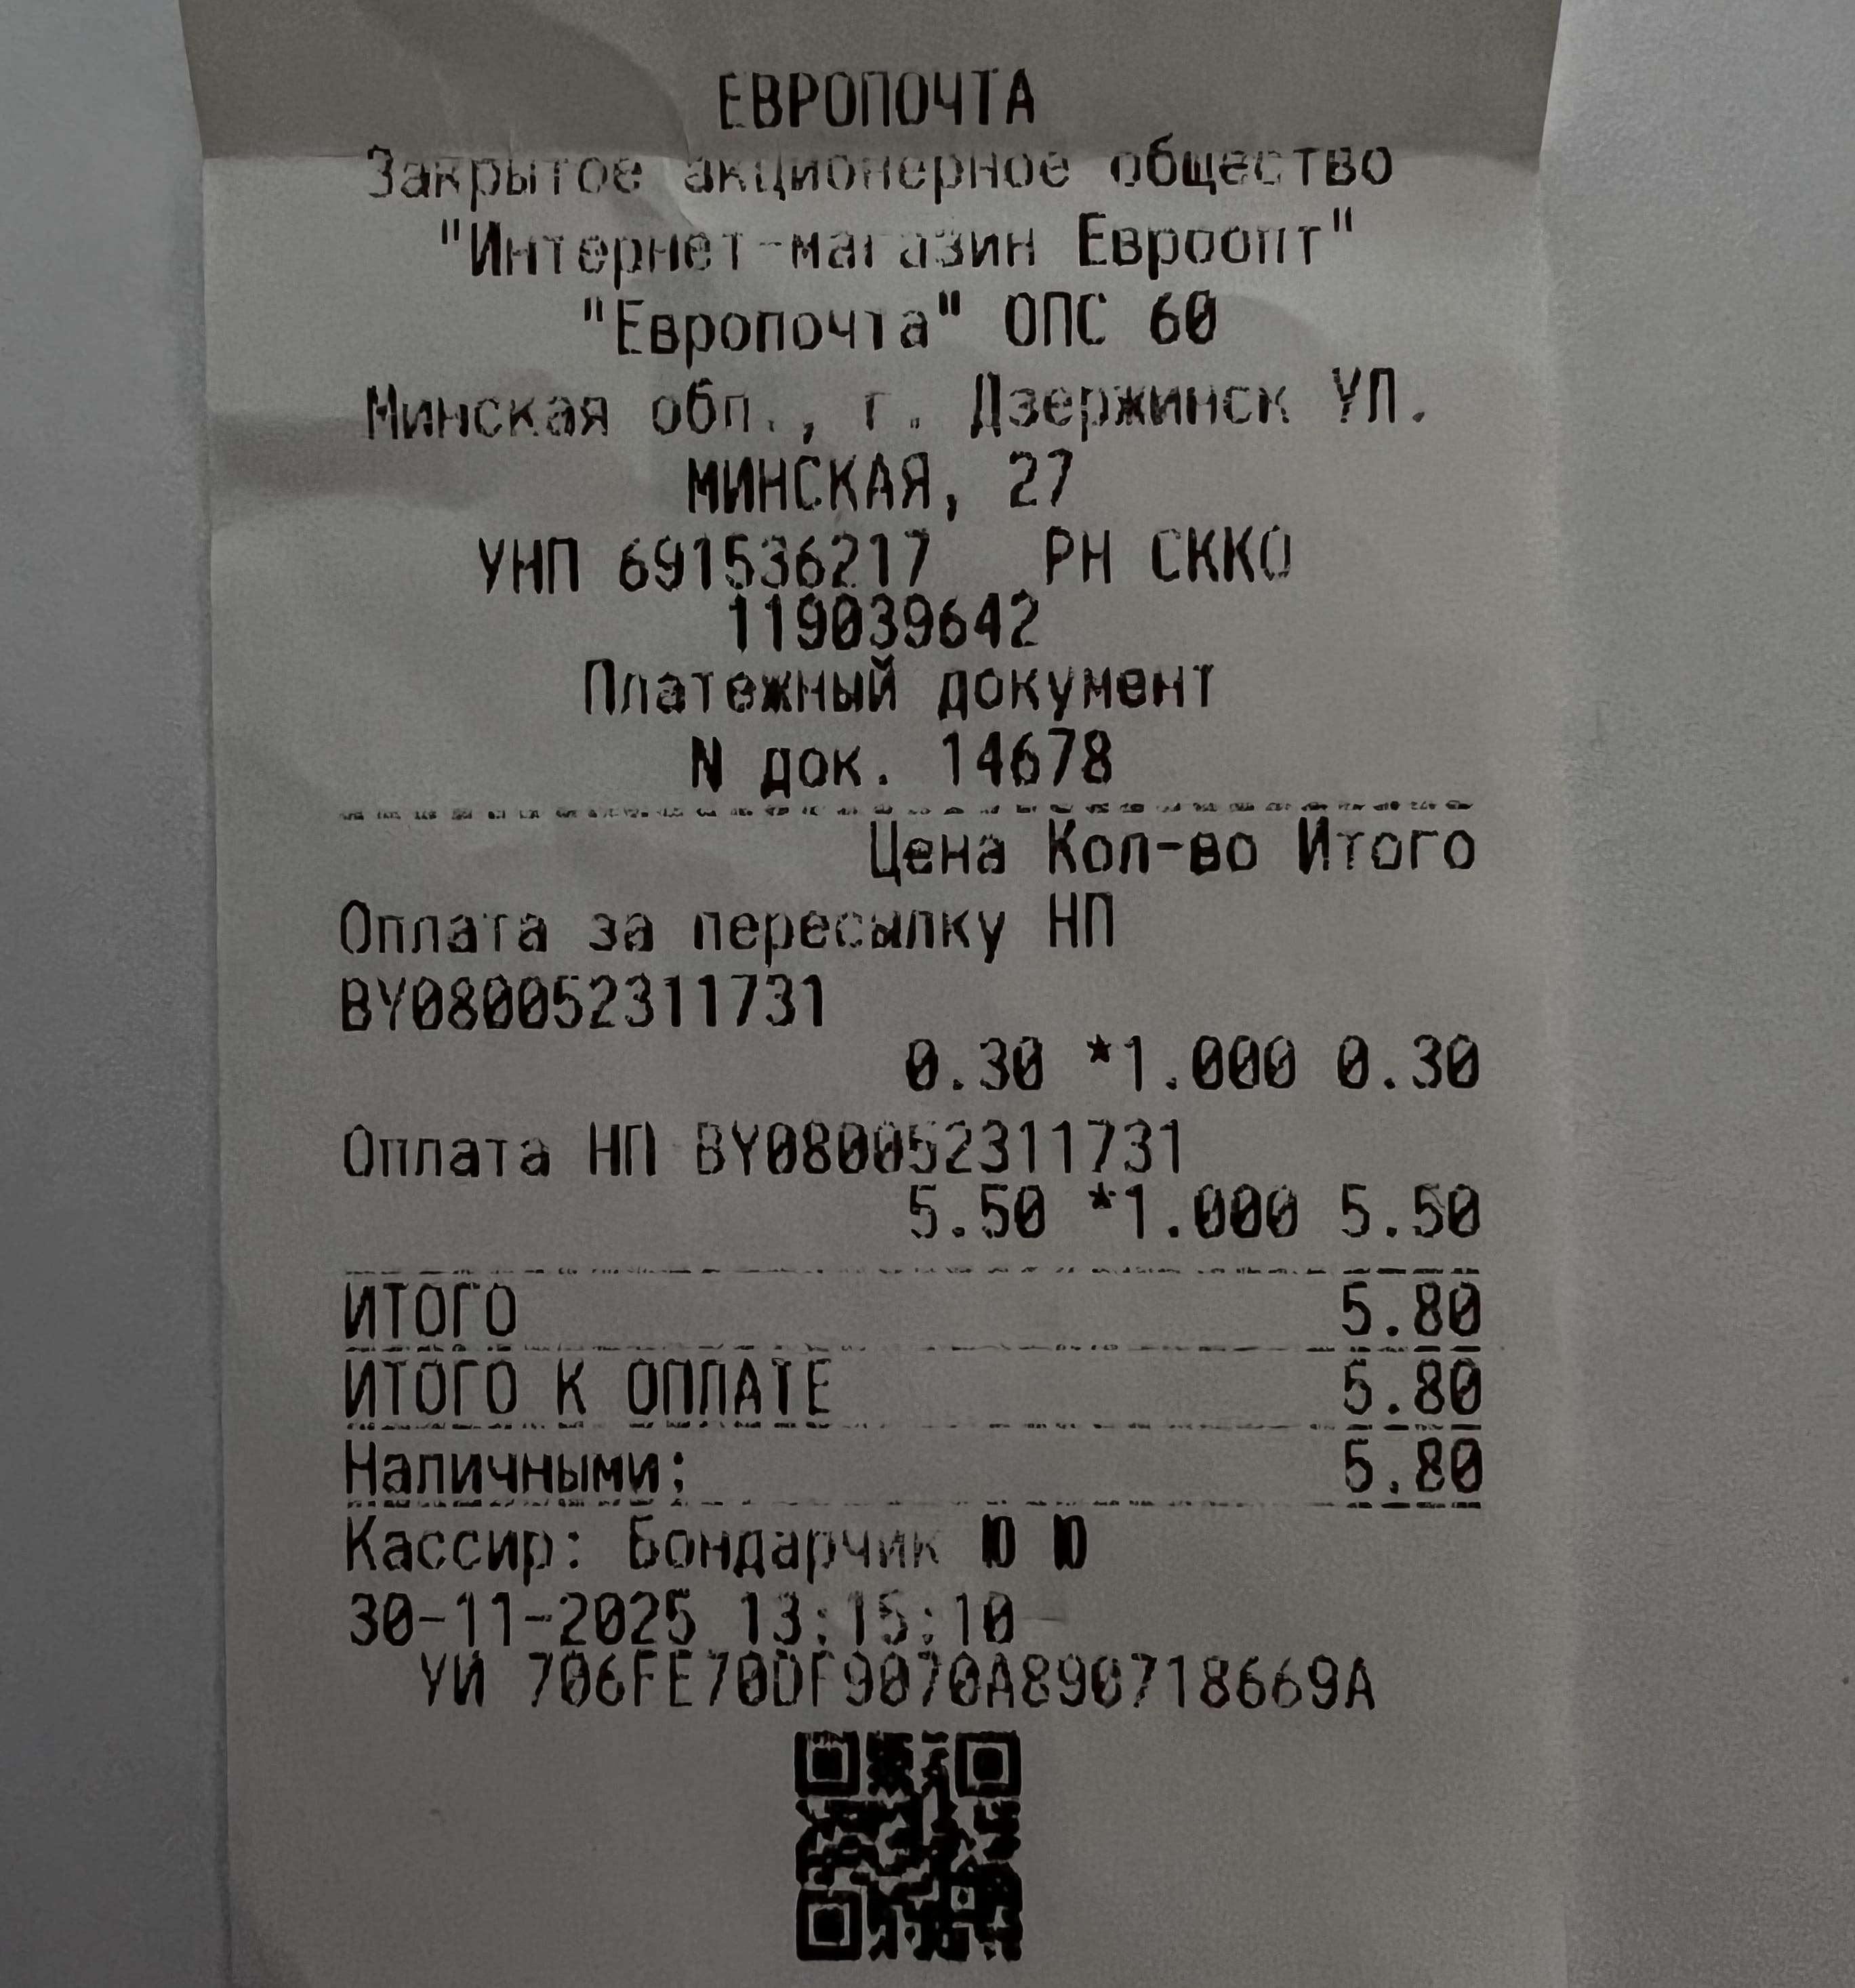 ЕВРОПОЧТА
Закрытое акционерное общество
"Интернет-магазин Евроопт"
"Европочта" ОПС 60
Минская обл., г. Дзержинск УЛ.
МИНСКАЯ, 27
УНП 691536217 РН СККО
119039642
Платежный документ
N док. 14678
Цена Кол-во Итого
Оплата за пересылку НП
BY080052311731
0.30 *1.000 0.30
Оплата НП BY080052311731
5.50 *1.000 5.50
ИТОГО 5.80
ИТОГО К ОПЛАТЕ 5.80
Наличными: 5.80
Кассир: Бондарчик Ю Ю
30-11-2025 13:15:10
УИ 706FE70DF9070A890718669A